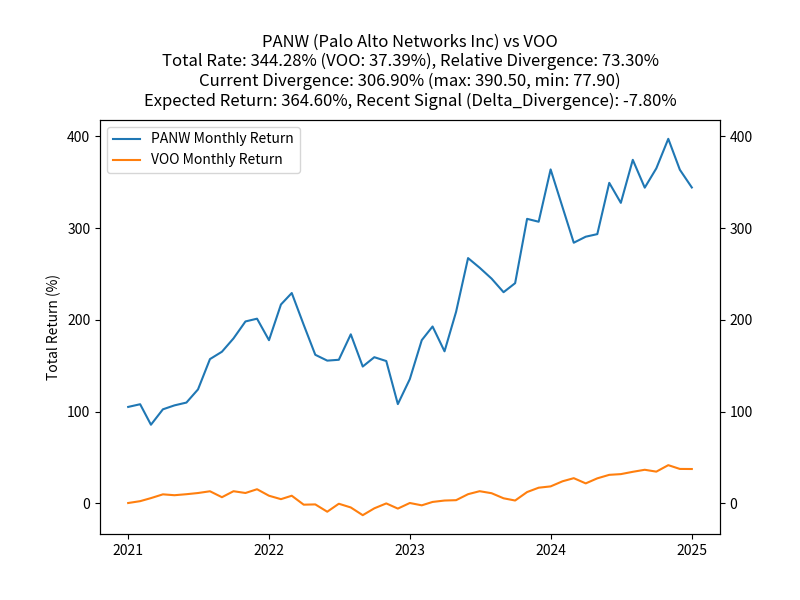 PANW (Palo Alto Networks Inc) vs VOO
Total Rate: 344.28% (VOO: 37.39%), Relative Divergence: 73.30%
Current Divergence: 306.90% (max: 390.50, min: 77.90)
Expected Return: 364.60%, Recent Signal (Delta_Divergence): -7.80%
PANW Monthly Return
VOO Monthly Return
Total Return (%)
400
300
200
100
0
400
300
200
100
0
2021
2022
2023
2024
2025